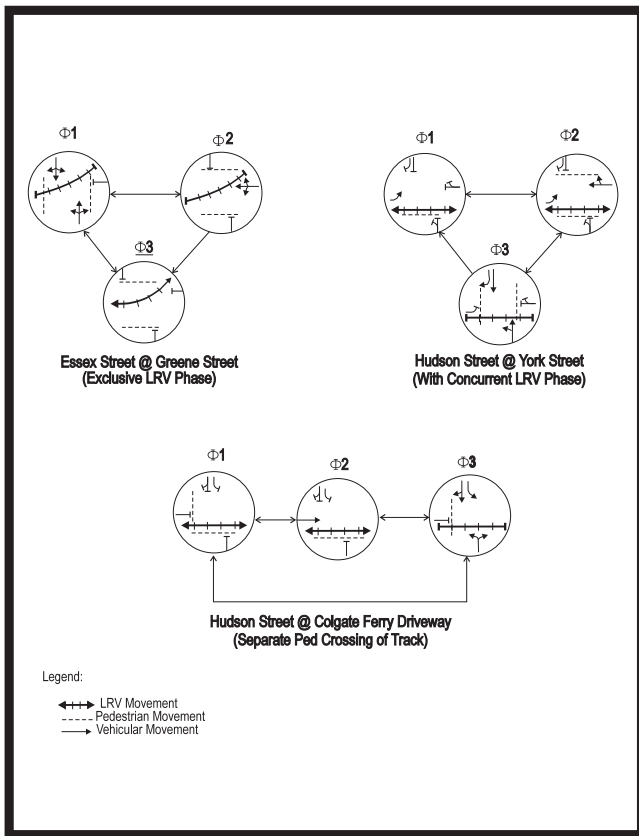 Φ1
Φ2
Φ3
Essex Street @ Greene Street
(Exclusive LRV Phase)
Φ1
Φ2
Φ3
Hudson Street @ York Street
(With Concurrent LRV Phase)
Φ1
Φ2
Φ3
Hudson Street @ Colgate Ferry Driveway
(Separate Ped Crossing of Track)
Legend:
LRV Movement
Pedestrian Movement
Vehicular Movement